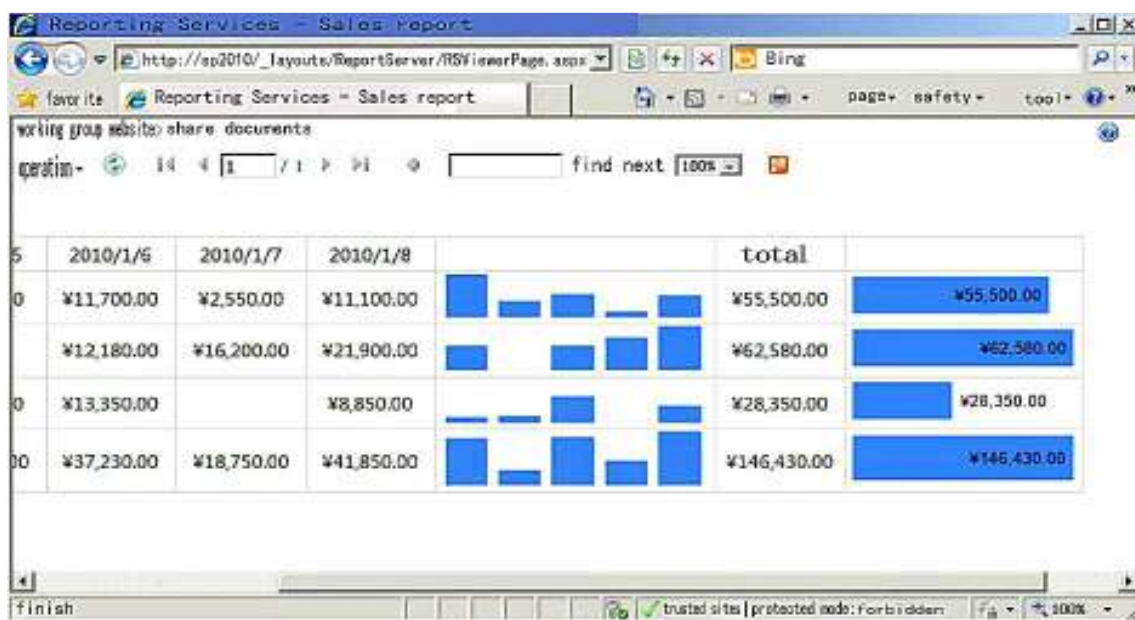 Reporting Services - Sales report
http://sp2010/_layouts/ReportServer/RSViewerPage.aspx Bing
favorite Reporting Services - Sales report page safety tool
working group website> share documents
operation 1 / 1 find next 100%
5 2010/1/6 2010/1/7 2010/1/8 total
0 ¥11,700.00 ¥2,550.00 ¥11,100.00 ¥55,500.00 ¥55,500.00
¥12,180.00 ¥16,200.00 ¥21,900.00 ¥62,580.00 ¥62,580.00
0 ¥13,350.00 ¥8,850.00 ¥28,350.00 ¥28,350.00
00 ¥37,230.00 ¥18,750.00 ¥41,850.00 ¥146,430.00 ¥146,430.00
finish trusted sites | protected mode: forbidden 100%